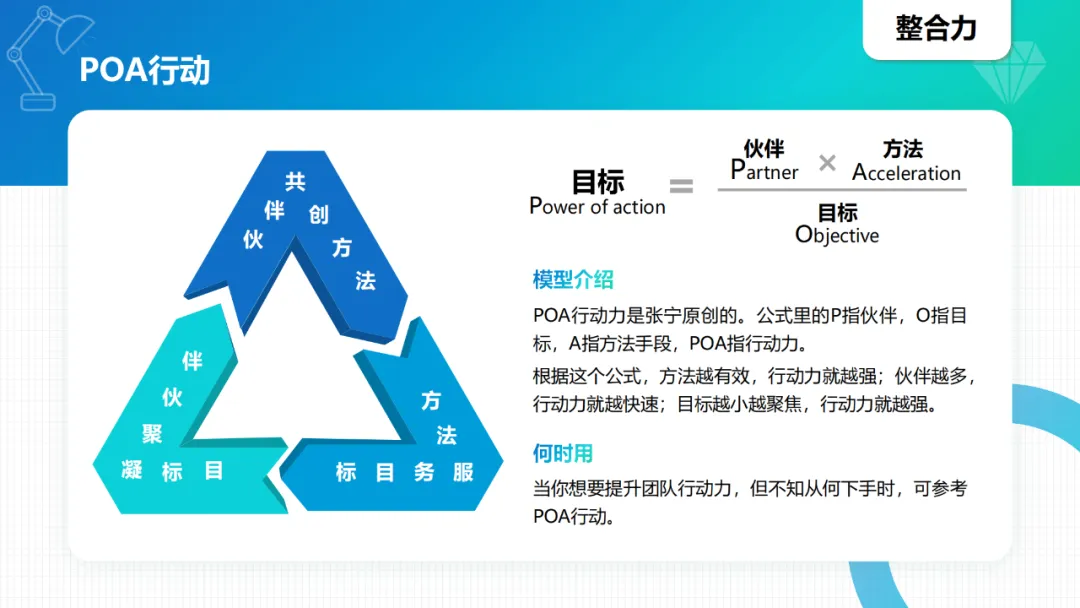 整合力
POA行动
伙伴共创方法
凝聚伙伴
目标
方法
服务目标
目标
Power of action
=
伙伴
Partner
×
方法
Acceleration
目标
Objective
模型介绍
POA行动力是张宁原创的。公式里的P指伙伴，O指目
标，A指方法手段，POA指行动力。
根据这个公式，方法越有效，行动力就越强；伙伴越多，
行动力就越快速；目标越小越聚焦，行动力就越强。
何时用
当你想要提升团队行动力，但不知从何下手时，可参考
POA行动。